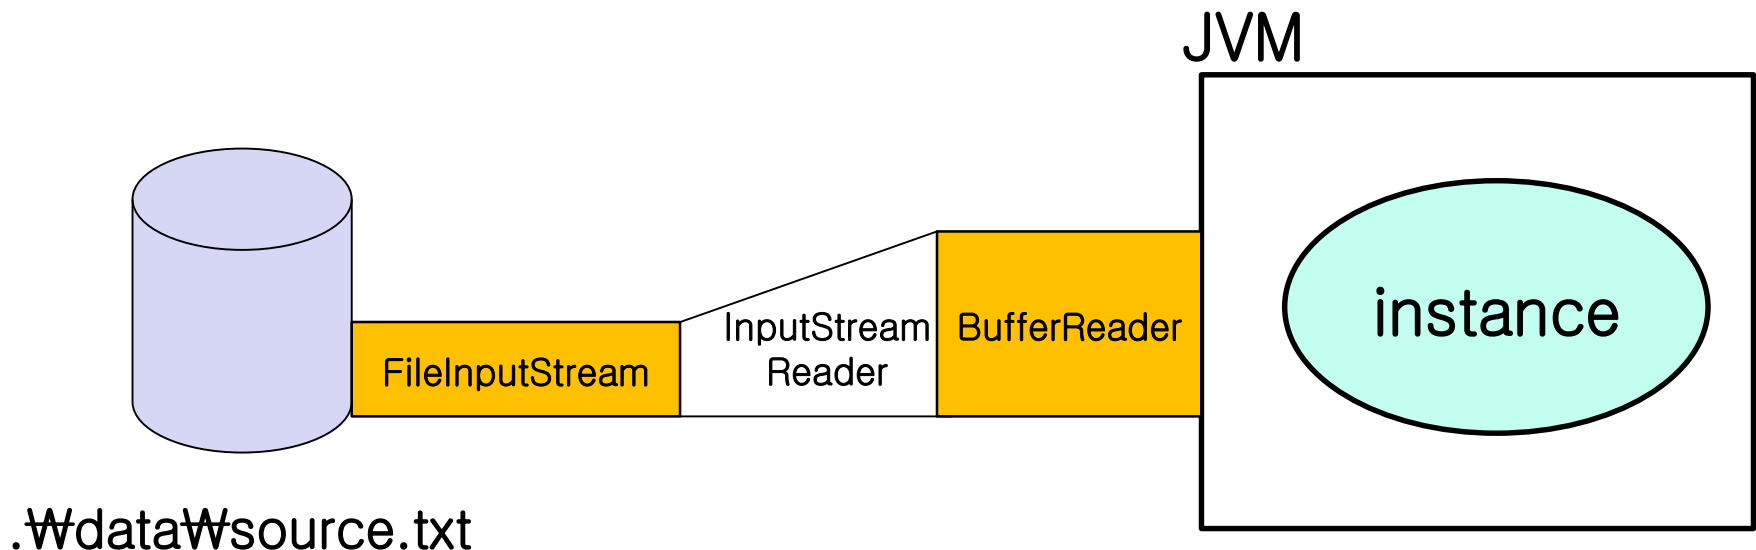 JVM
InputStream
Reader
BufferReader
FileInputStream
instance
.₩data₩source.txt